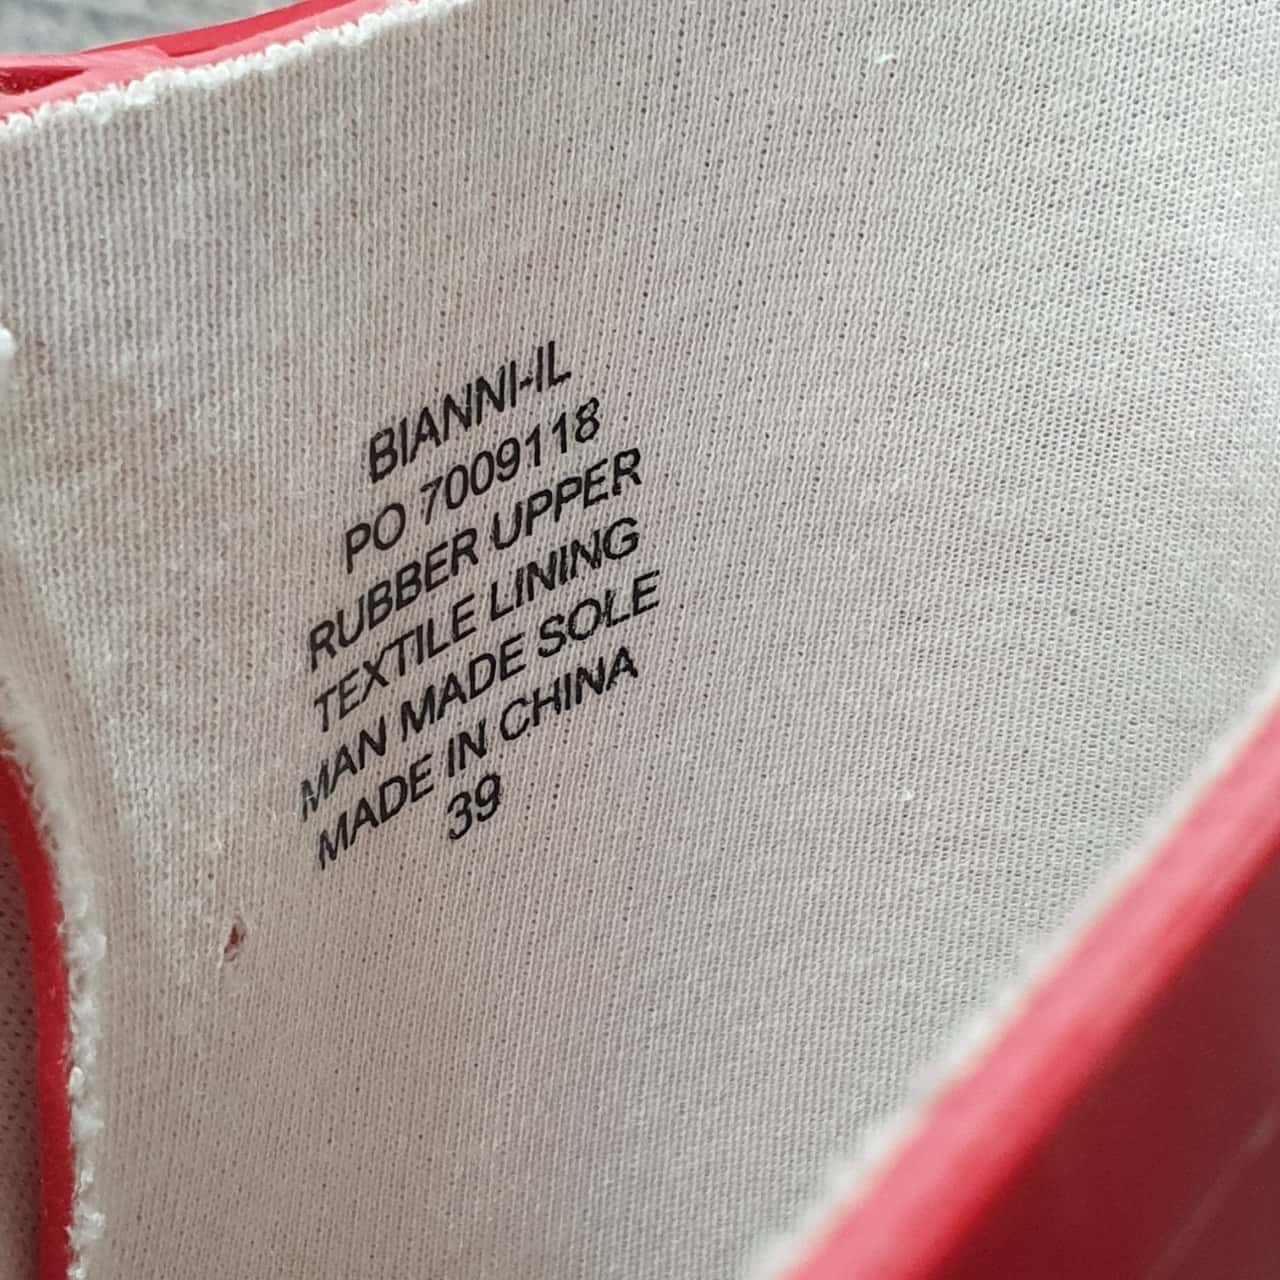 BIANNI-IL
PO 7009118
RUBBER UPPER
TEXTILE LINING
MAN MADE SOLE
MADE IN CHINA
39